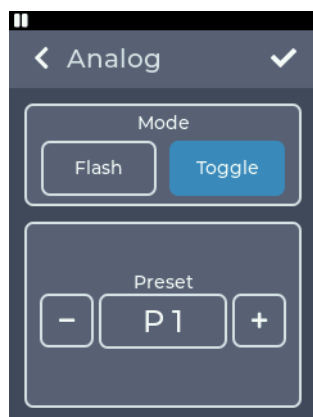 Analog
Mode
Flash Toggle
Preset
- P1 +